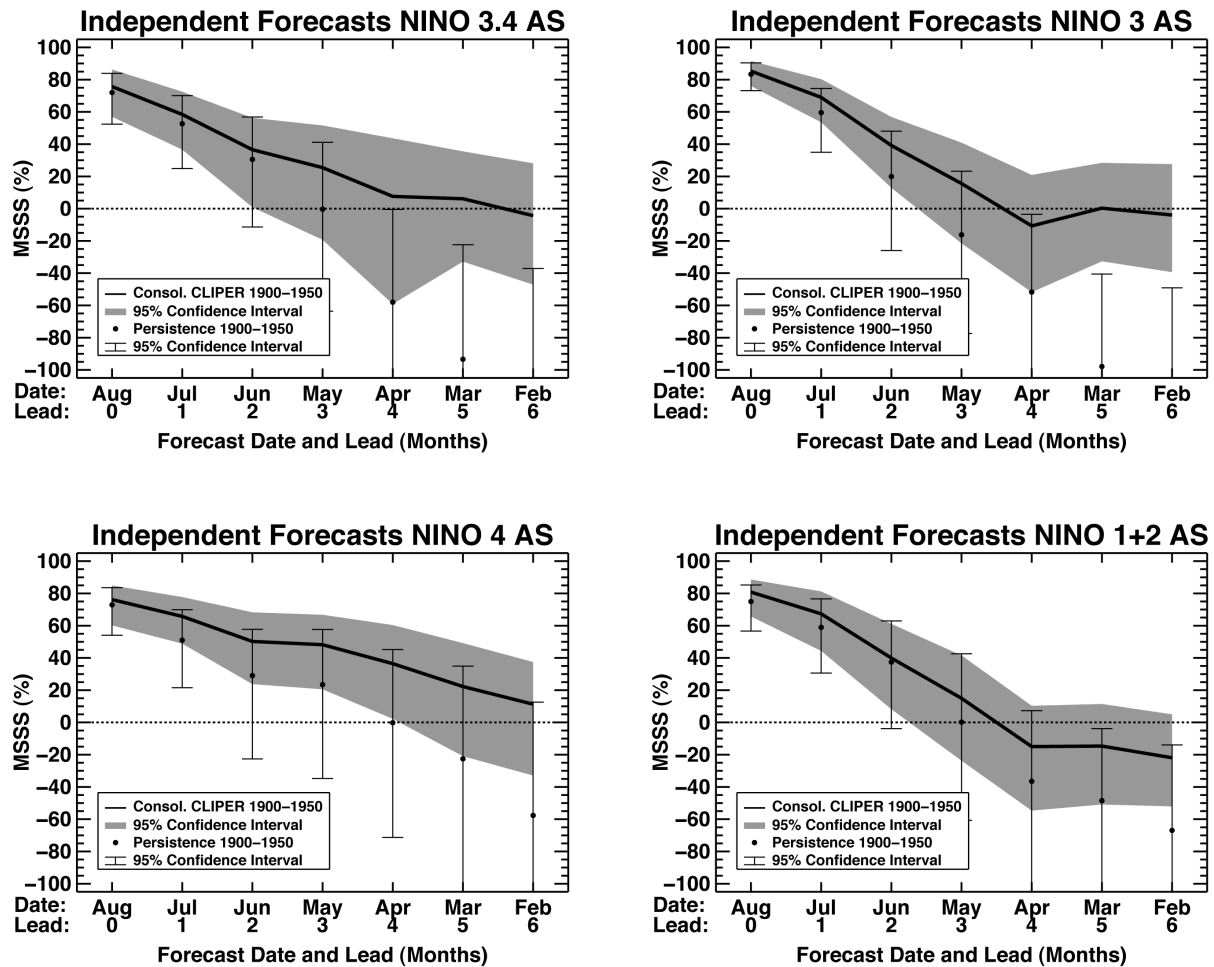 Independent Forecasts NINO 3.4 AS
MSSS (%)
100
80
60
40
20
0
−20
−40
−60
−80
−100
Consol. CLIPER 1900−1950
95% Confidence Interval
Persistence 1900−1950
95% Confidence Interval
Date: Aug Jul Jun May Apr Mar Feb
Lead: 0 1 2 3 4 5 6
Forecast Date and Lead (Months)
Independent Forecasts NINO 3 AS
MSSS (%)
100
80
60
40
20
0
−20
−40
−60
−80
−100
Consol. CLIPER 1900−1950
95% Confidence Interval
Persistence 1900−1950
95% Confidence Interval
Date: Aug Jul Jun May Apr Mar Feb
Lead: 0 1 2 3 4 5 6
Forecast Date and Lead (Months)
Independent Forecasts NINO 4 AS
MSSS (%)
100
80
60
40
20
0
−20
−40
−60
−80
−100
Consol. CLIPER 1900−1950
95% Confidence Interval
Persistence 1900−1950
95% Confidence Interval
Date: Aug Jul Jun May Apr Mar Feb
Lead: 0 1 2 3 4 5 6
Forecast Date and Lead (Months)
Independent Forecasts NINO 1+2 AS
MSSS (%)
100
80
60
40
20
0
−20
−40
−60
−80
−100
Consol. CLIPER 1900−1950
95% Confidence Interval
Persistence 1900−1950
95% Confidence Interval
Date: Aug Jul Jun May Apr Mar Feb
Lead: 0 1 2 3 4 5 6
Forecast Date and Lead (Months)